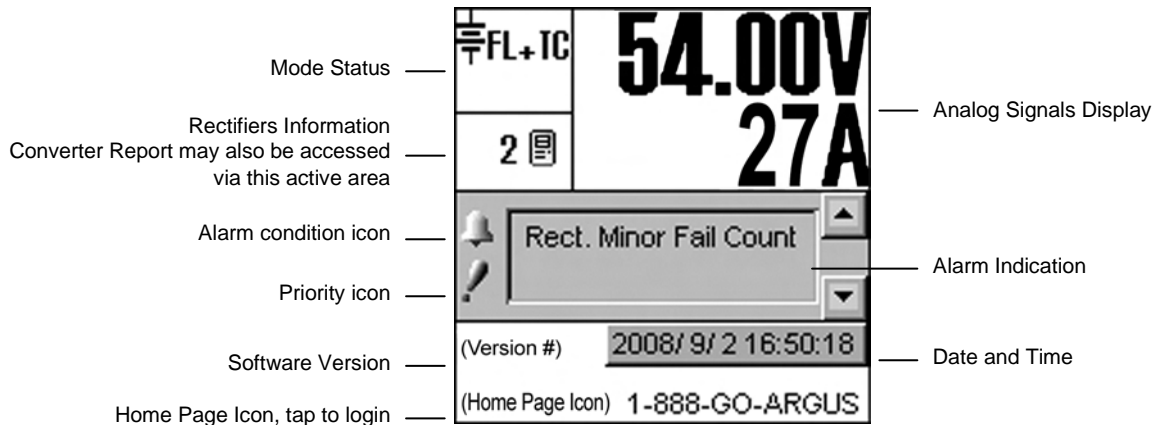 Mode Status
Rectifiers Information
Converter Report may also be accessed
via this active area
Alarm condition icon
Priority icon
Software Version
Home Page Icon, tap to login
FL+TC
54.00V
27A
2
Rect. Minor Fail Count
(Version #)
2008/ 9/ 2 16:50:18
(Home Page Icon)
1-888-GO-ARGUS
Analog Signals Display
Alarm Indication
Date and Time